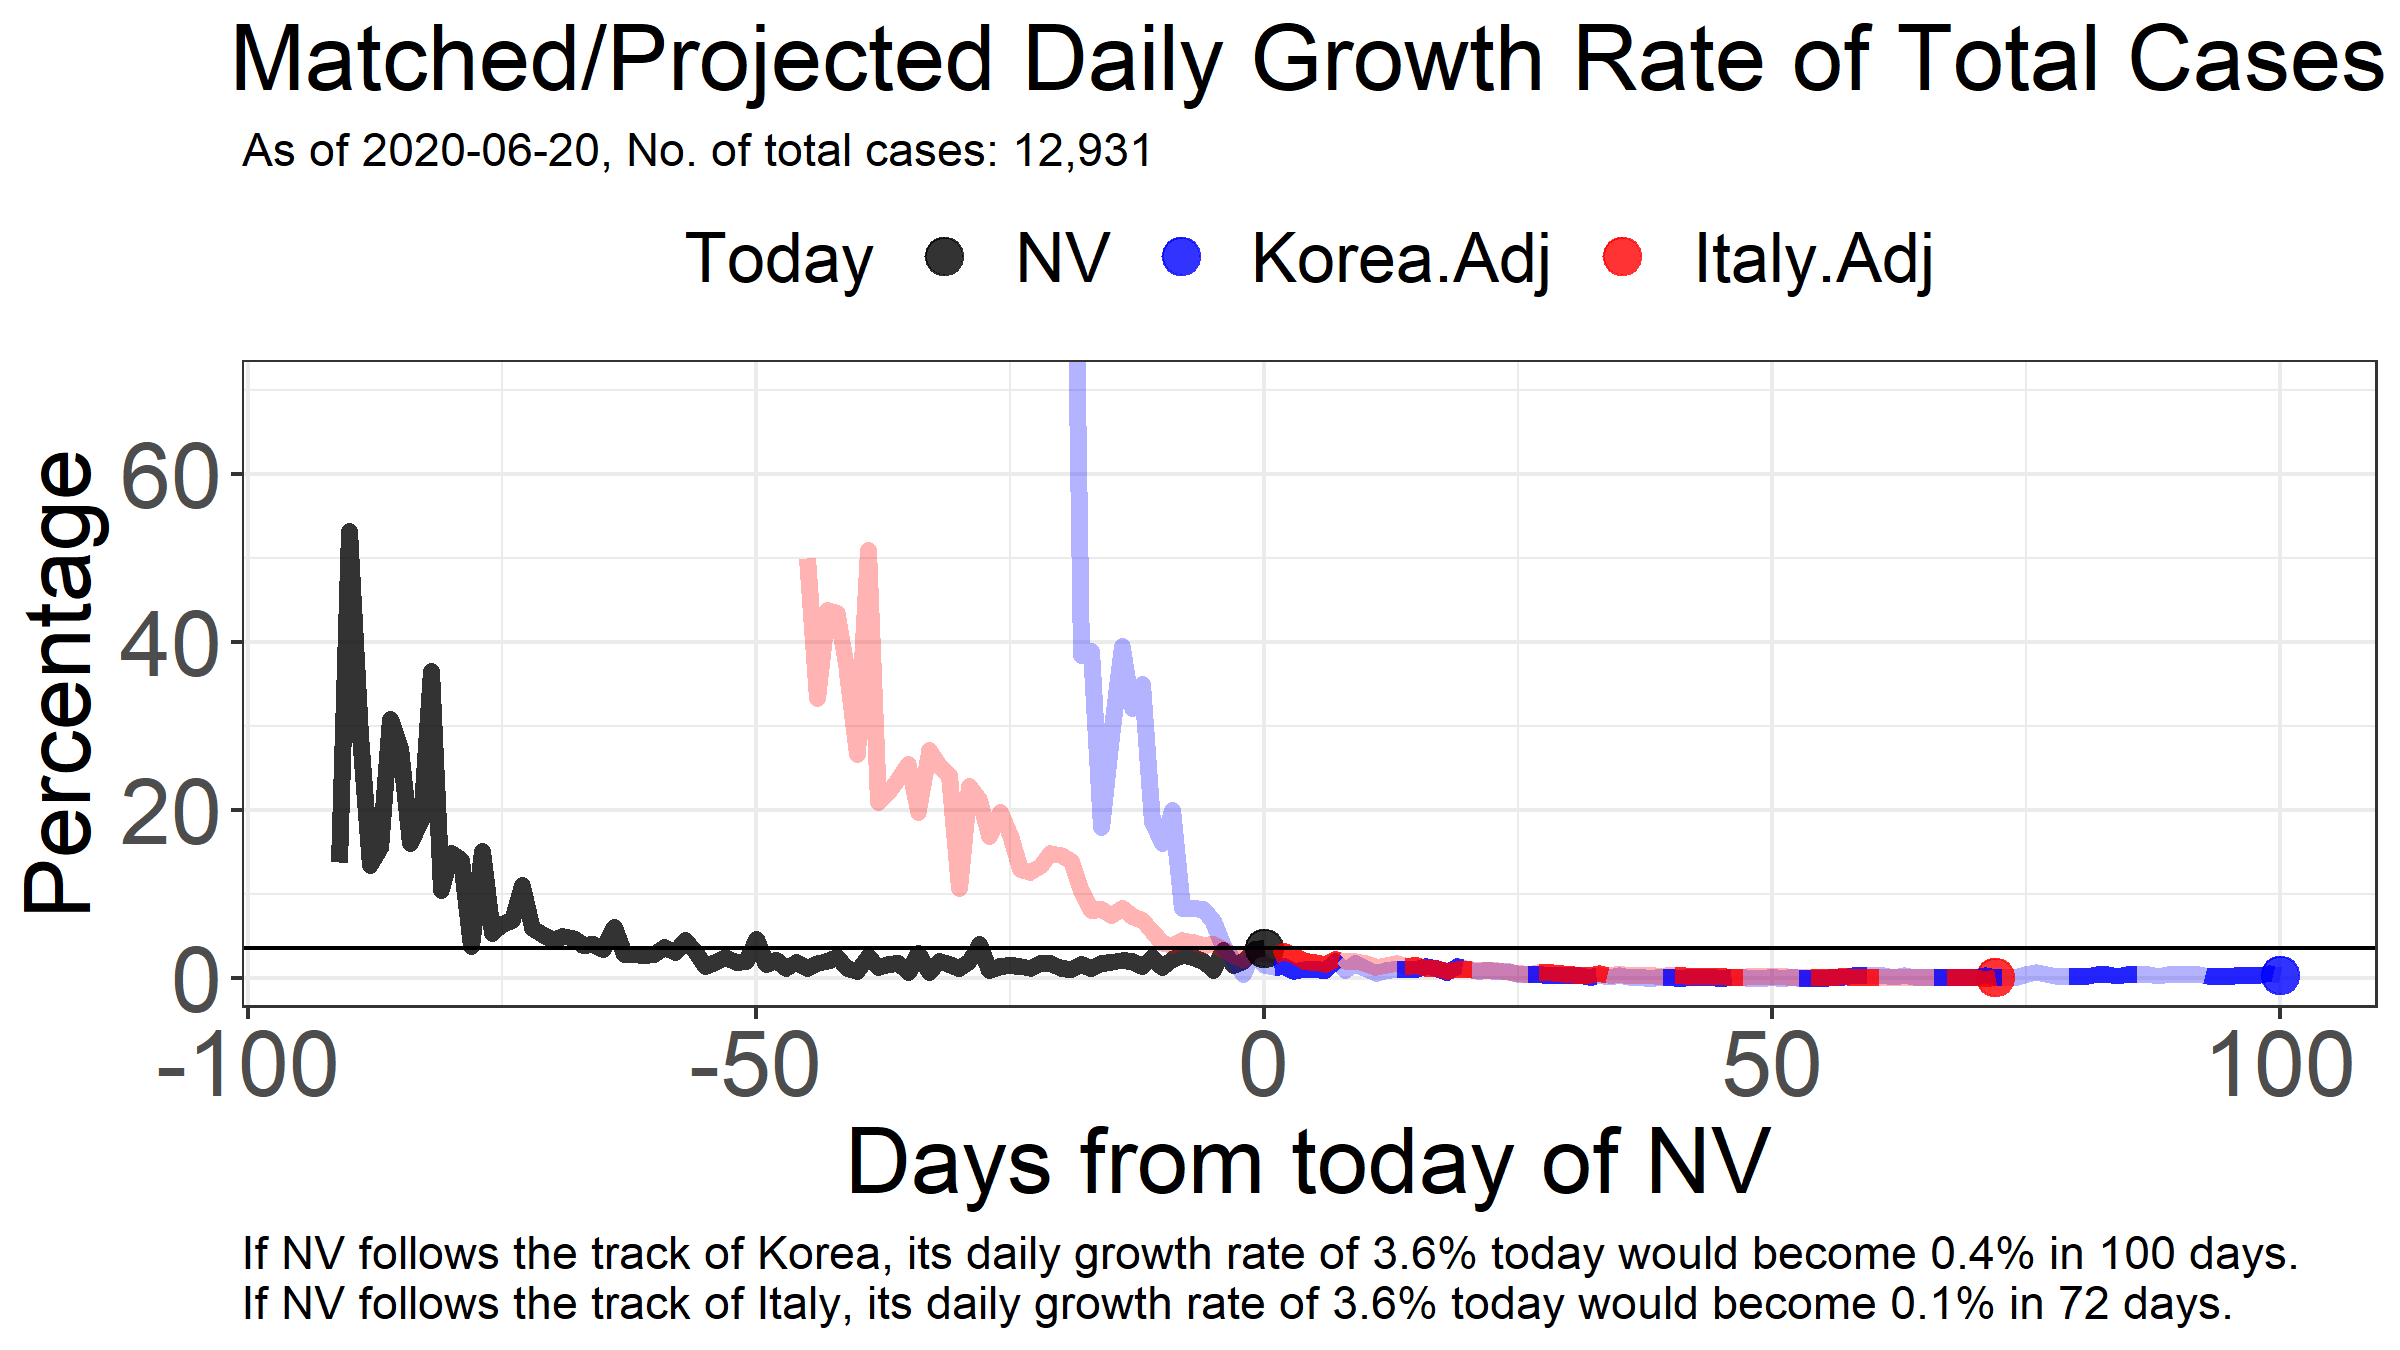 Matched/Projected Daily Growth Rate of Total Cases
As of 2020-06-20, No. of total cases: 12,931
Today NV Korea.Adj Italy.Adj
Percentage
60
40
20
0
-100 -50 0 50 100
Days from today of NV
If NV follows the track of Korea, its daily growth rate of 3.6% today would become 0.4% in 100 days.
If NV follows the track of Italy, its daily growth rate of 3.6% today would become 0.1% in 72 days.